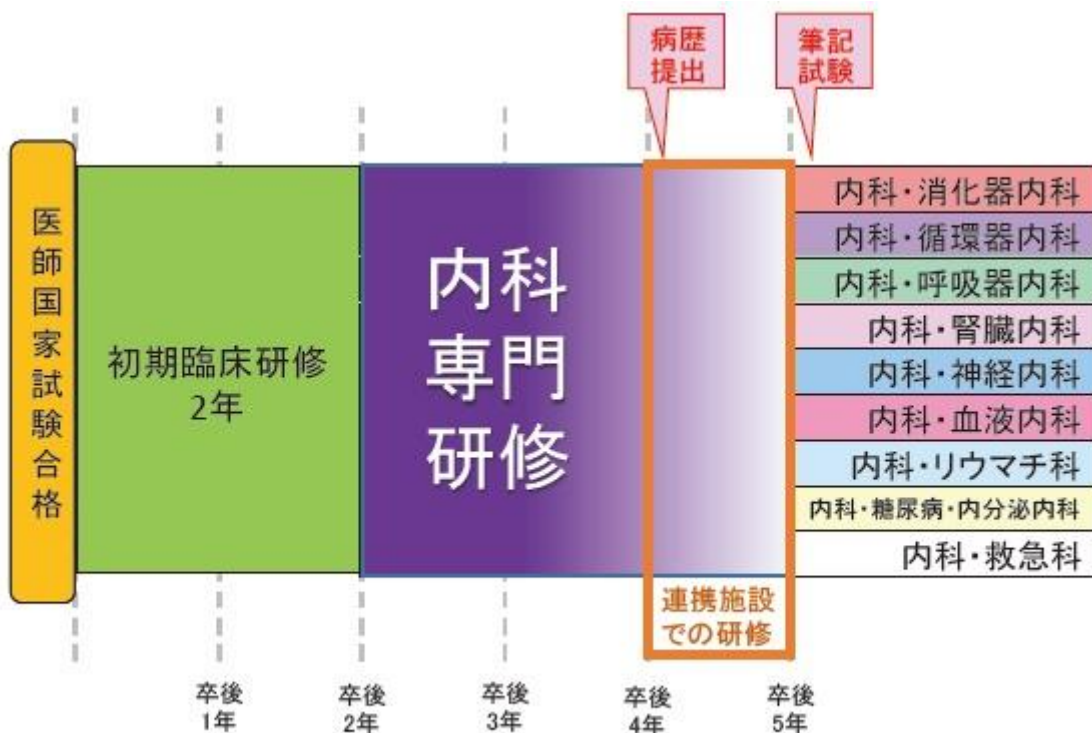 病歴
提出
筆記
試験
医師国家試験合格
初期臨床研修
2年
内科
専門
研修
内科・消化器内科
内科・循環器内科
内科・呼吸器内科
内科・腎臓内科
内科・神経内科
内科・血液内科
内科・リウマチ科
内科・糖尿病・内分泌内科
内科・救急科
連携施設
での研修
卒後
1年
卒後
2年
卒後
3年
卒後
4年
卒後
5年